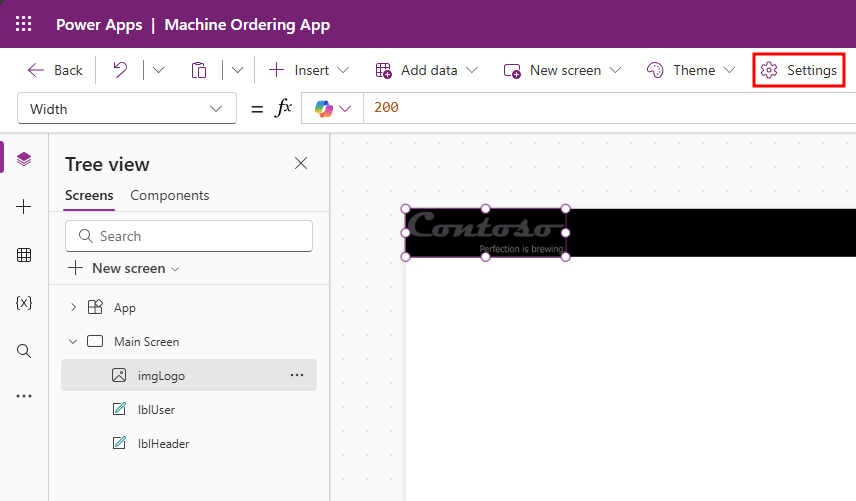 Power Apps | Machine Ordering App
Back Insert Add data New screen Theme Settings
Width = fx 200
Tree view
Screens Components
Search
New screen
App
Main Screen
imgLogo
lblUser
lblHeader
{x}
Contoso
Perfection is brewing.